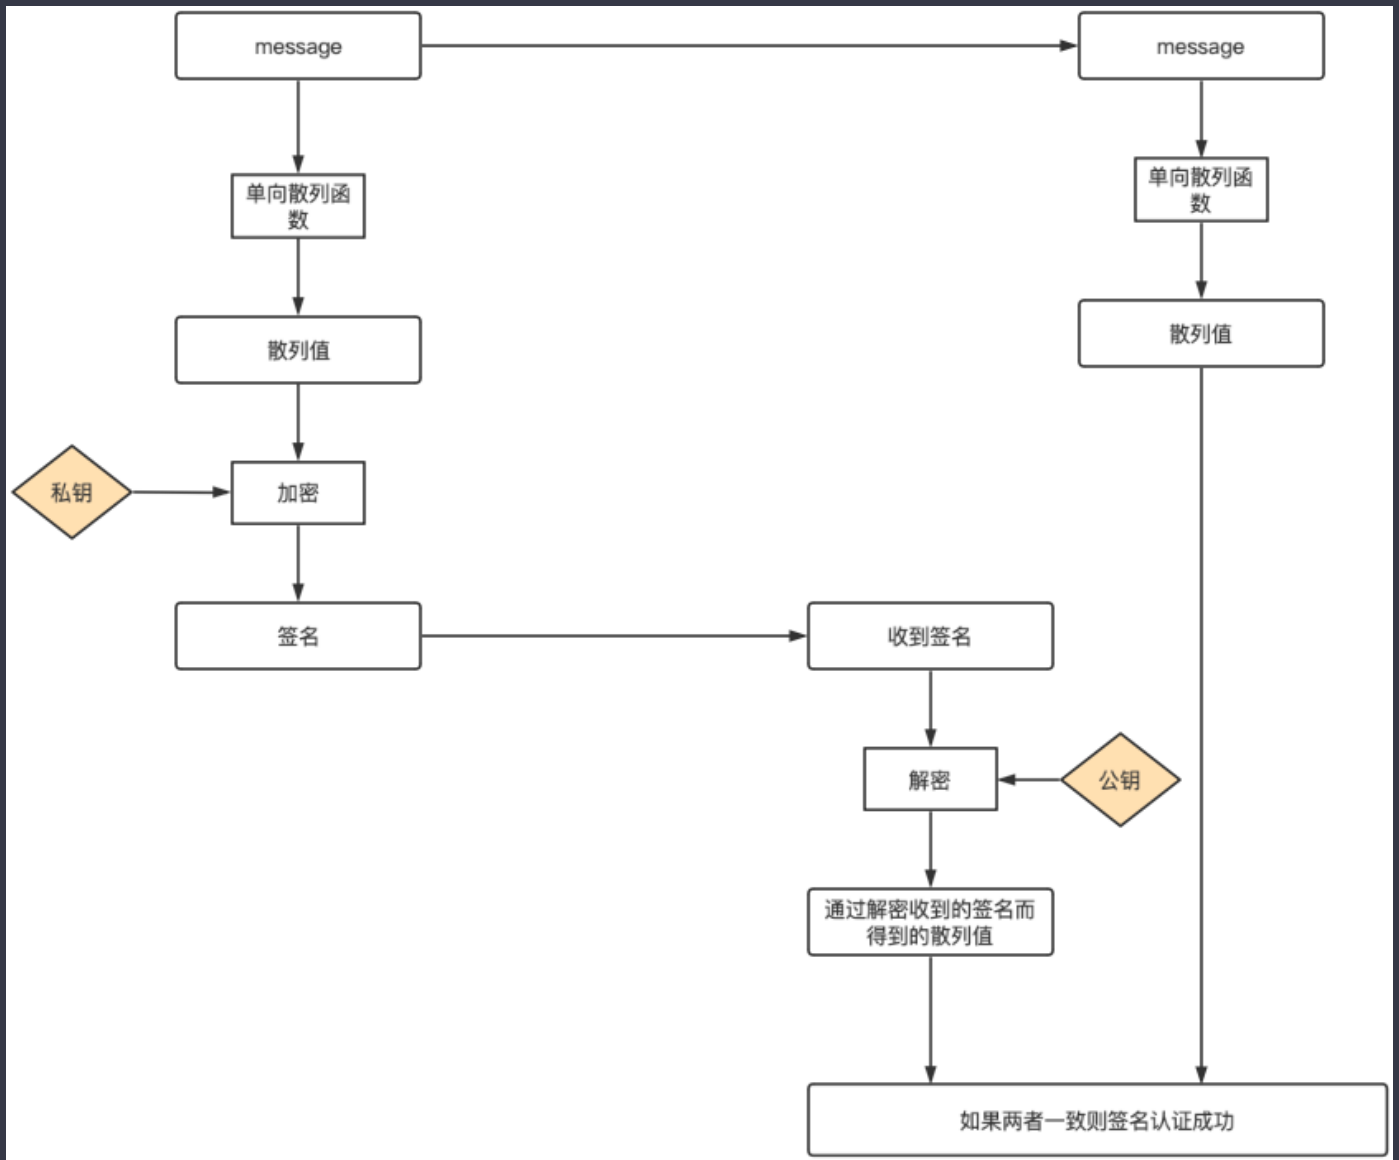 message
message
单向散列函
数
单向散列函
数
散列值
散列值
私钥
加密
签名
收到签名
解密
公钥
通过解密收到的签名而
得到的散列值
如果两者一致则签名认证成功